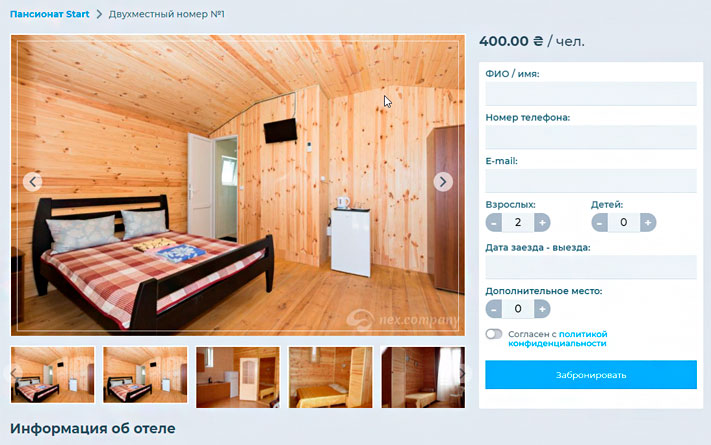 Пансионат Start > Двухместный номер №1
400.00 ₴ / чел.
ФИО / имя:
Номер телефона:
E-mail:
Взрослых:
Детей:
- 2 +
- 0 +
Дата заезда - выезда:
Дополнительное место:
- 0 +
Согласен с политикой
конфиденциальности
Забронировать
nex.company
Информация об отеле